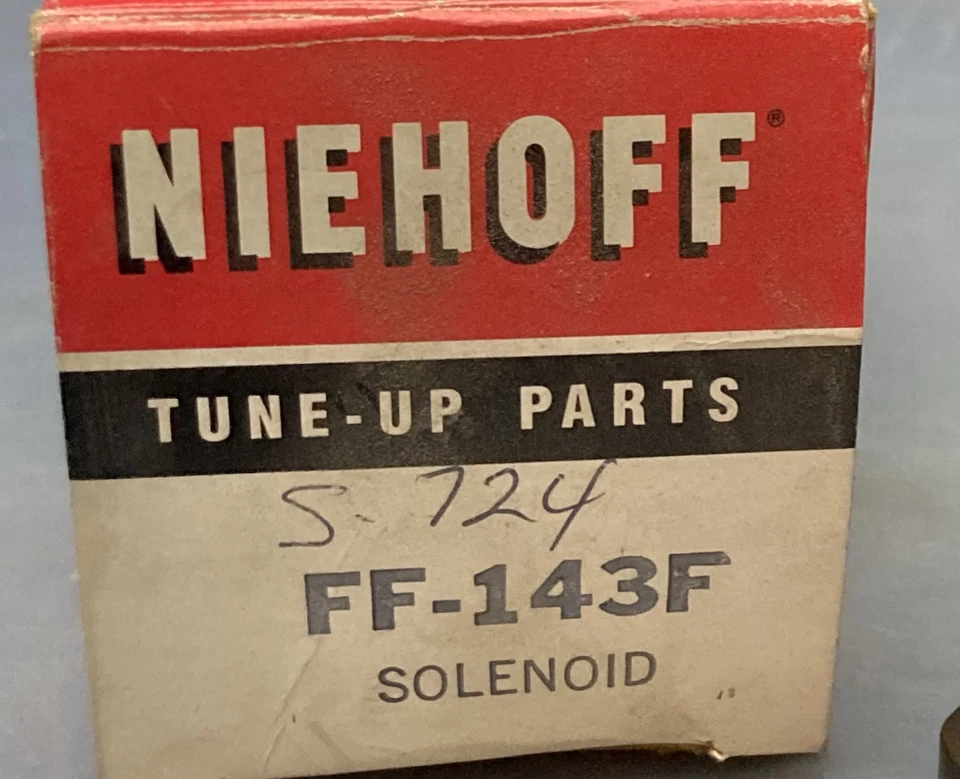 NIEHOFF®
TUNE-UP PARTS
S-724
FF-143F
SOLENOID